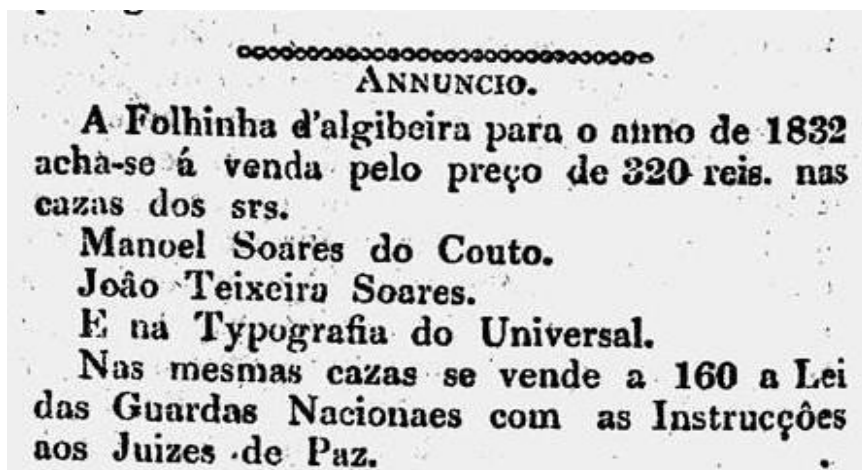 ANNUNCIO.
A Folhinha d'algibeira para o anno de 1832
acha-se á venda pelo preço de 320 reis. nas
cazas dos srs.
Manoel Soares do Couto.
João Teixeira Soares.
E na Typografia do Universal.
Nas mesmas cazas se vende a 160 a Lei
das Guardas Nacionaes com as Instrucções
aos Juizes de Paz.